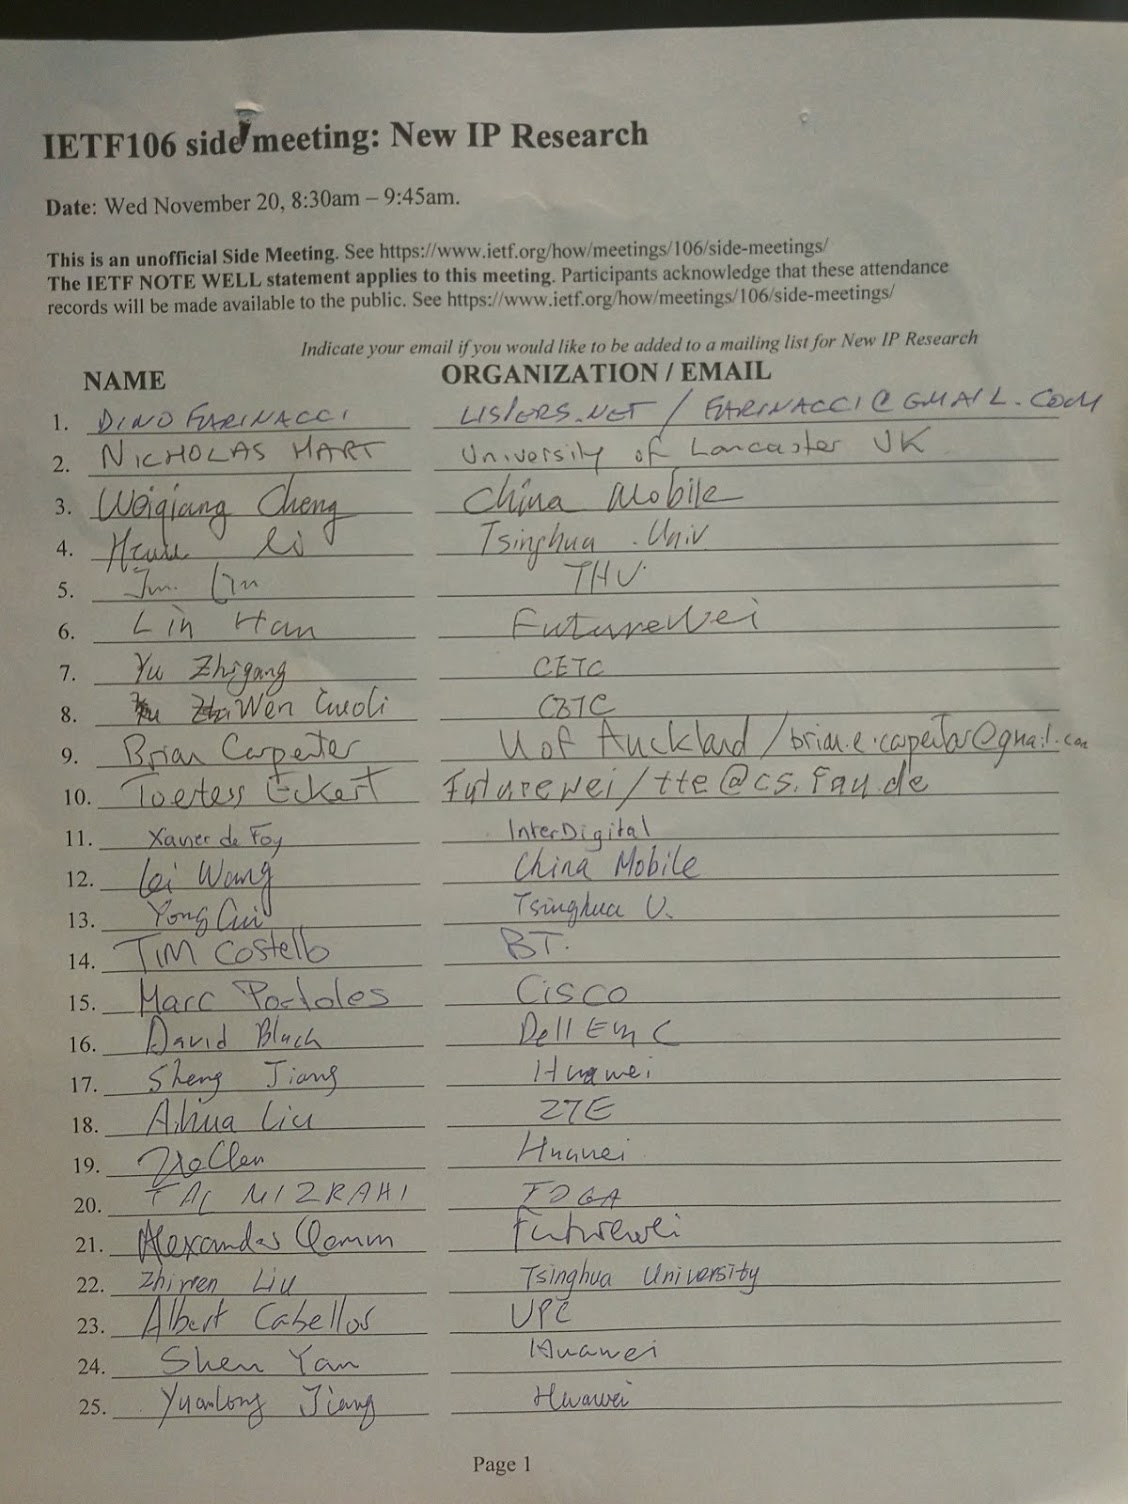 IETF106 side meeting: New IP Research
Date: Wed November 20, 8:30am – 9:45am.
This is an unofficial Side Meeting. See https://www.ietf.org/how/meetings/106/side-meetings/
The IETF NOTE WELL statement applies to this meeting. Participants acknowledge that these attendance
records will be made available to the public. See https://www.ietf.org/how/meetings/106/side-meetings/
Indicate your email if you would like to be added to a mailing list for New IP Research
NAME ORGANIZATION / EMAIL
1. DINO FARINACCI LISPERS.NET / FARINACCI@GMAIL.COM
2. NICHOLAS HART University of Lancaster UK
3. Weiqiang Cheng China Mobile
4. Li Tsinghua Univ.
5. THU
6. Lin Han FutureWei
7. Yu Zhigang CETC
8. Wen CETC
9. Brian Carpenter U of Auckland / brian.e.carpenter@gmail.com
10. Toerless Eckert Futurewei / tte@cs.fau.de
11. Xavier de Foy InterDigital
12. Lei Wang China Mobile
13. Yong Cui Tsinghua U.
14. TIM Costello BT.
15. Marc Portoles CISCO
16. David Black Dell EMC
17. Sheng Jiang Huawei
18. Aihua Liu ZTE
19. Huawei
20. TAL MIZRAHI
21. Alexander Clemm Futurewei
22. Liu Tsinghua University
23. Albert Cabellos UPC
24. Shen Yan Huawei
25. Yuanlong Jiang Huawei
Page 1